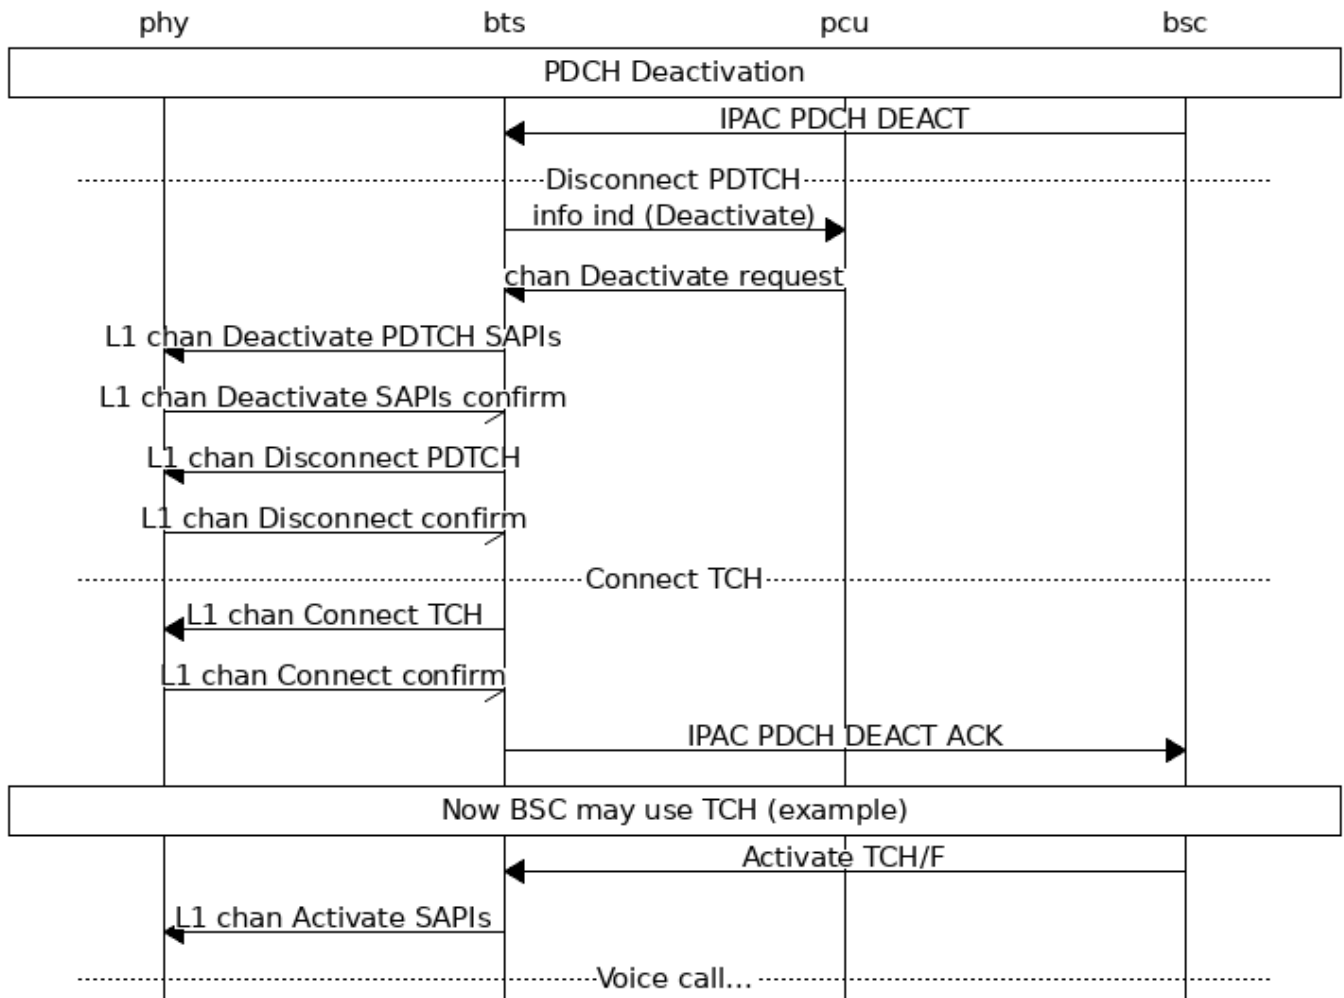 phy bts pcu bsc
PDCH Deactivation
IPAC PDCH DEACT
Disconnect PDTCH
info ind (Deactivate)
chan Deactivate request
L1 chan Deactivate PDTCH SAPIs
L1 chan Deactivate SAPIs confirm
L1 chan Disconnect PDTCH
L1 chan Disconnect confirm
Connect TCH
L1 chan Connect TCH
L1 chan Connect confirm
IPAC PDCH DEACT ACK
Now BSC may use TCH (example)
Activate TCH/F
L1 chan Activate SAPIs
Voice call...